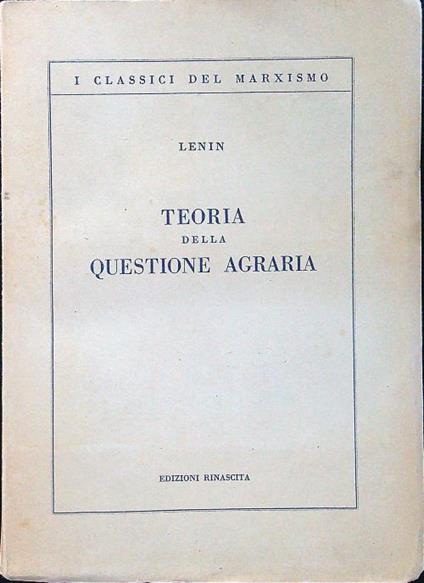 I CLASSICI DEL MARXISMO
LENIN
TEORIA
DELLA
QUESTIONE AGRARIA
EDIZIONI RINASCITA